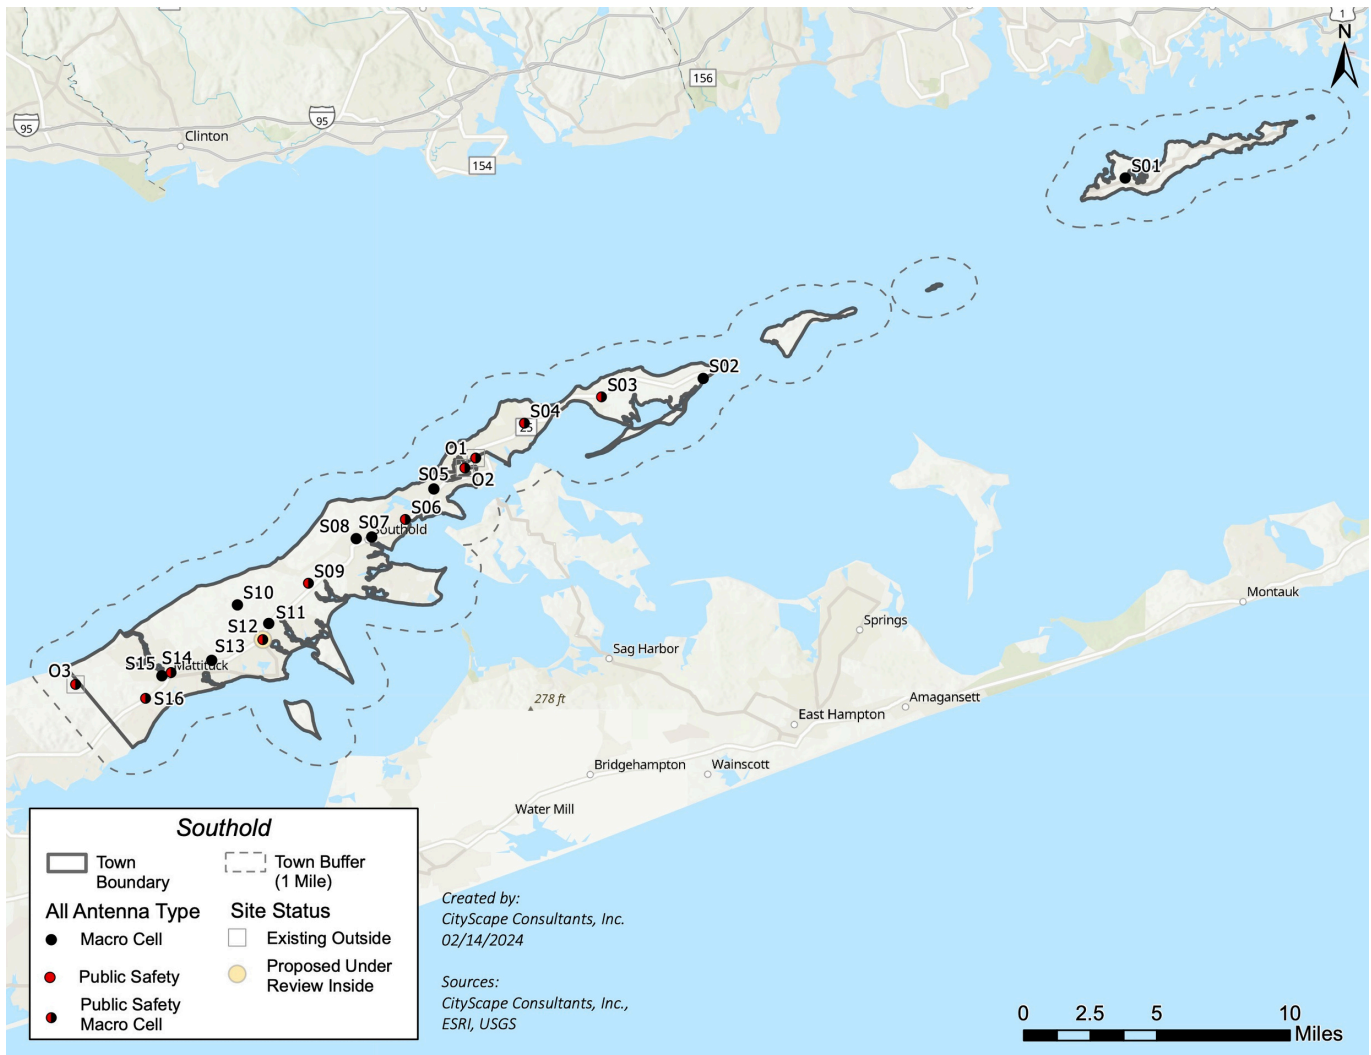 1
N
156
95
95
Clinton
154
S01
S02
S03
S04
25
O1
O2
S05
S06
S08
S07
Southold
S09
S10
S11
S12
S13
S14
S15
Mattituck
O3
S16
Montauk
Springs
Sag Harbor
278 ft
Amagansett
East Hampton
Bridgehampton
Wainscott
Water Mill
Southold
Town
Boundary
Town Buffer
(1 Mile)
All Antenna Type
Site Status
Macro Cell
Existing Outside
Public Safety
Proposed Under
Review Inside
Public Safety
Macro Cell
Created by:
CityScape Consultants, Inc.
02/14/2024
Sources:
CityScape Consultants, Inc.,
ESRI, USGS
0 2.5 5 10
Miles